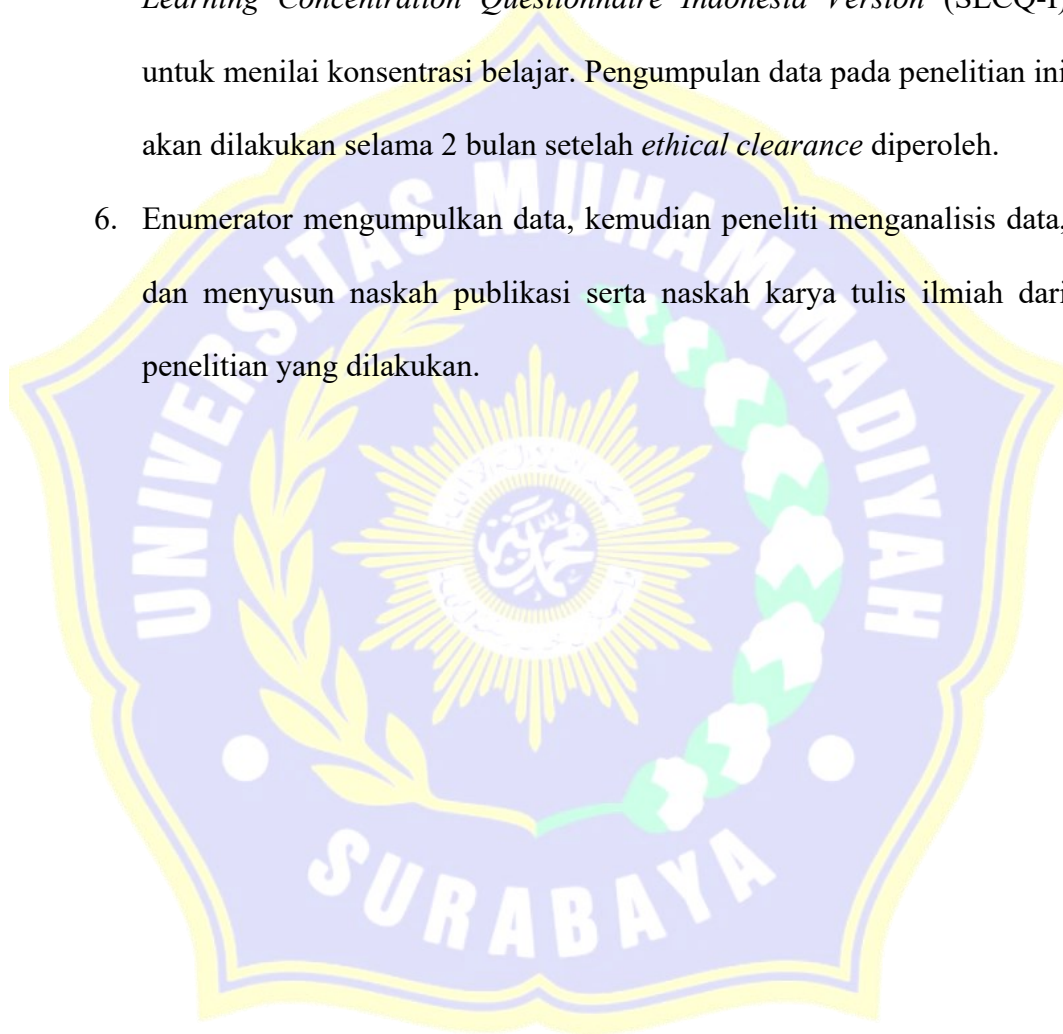 Learning Concentration Questionnaire Indonesia Version (SECQ-I)
untuk menilai konsentrasi belajar. Pengumpulan data pada penelitian ini
akan dilakukan selama 2 bulan setelah ethical clearance diperoleh.
6. Enumerator mengumpulkan data, kemudian peneliti menganalisis data,
dan menyusun naskah publikasi serta naskah karya tulis ilmiah dari
penelitian yang dilakukan.
UNIVERSITAS MUHAMMADIYAH
محمد
SURABAYA